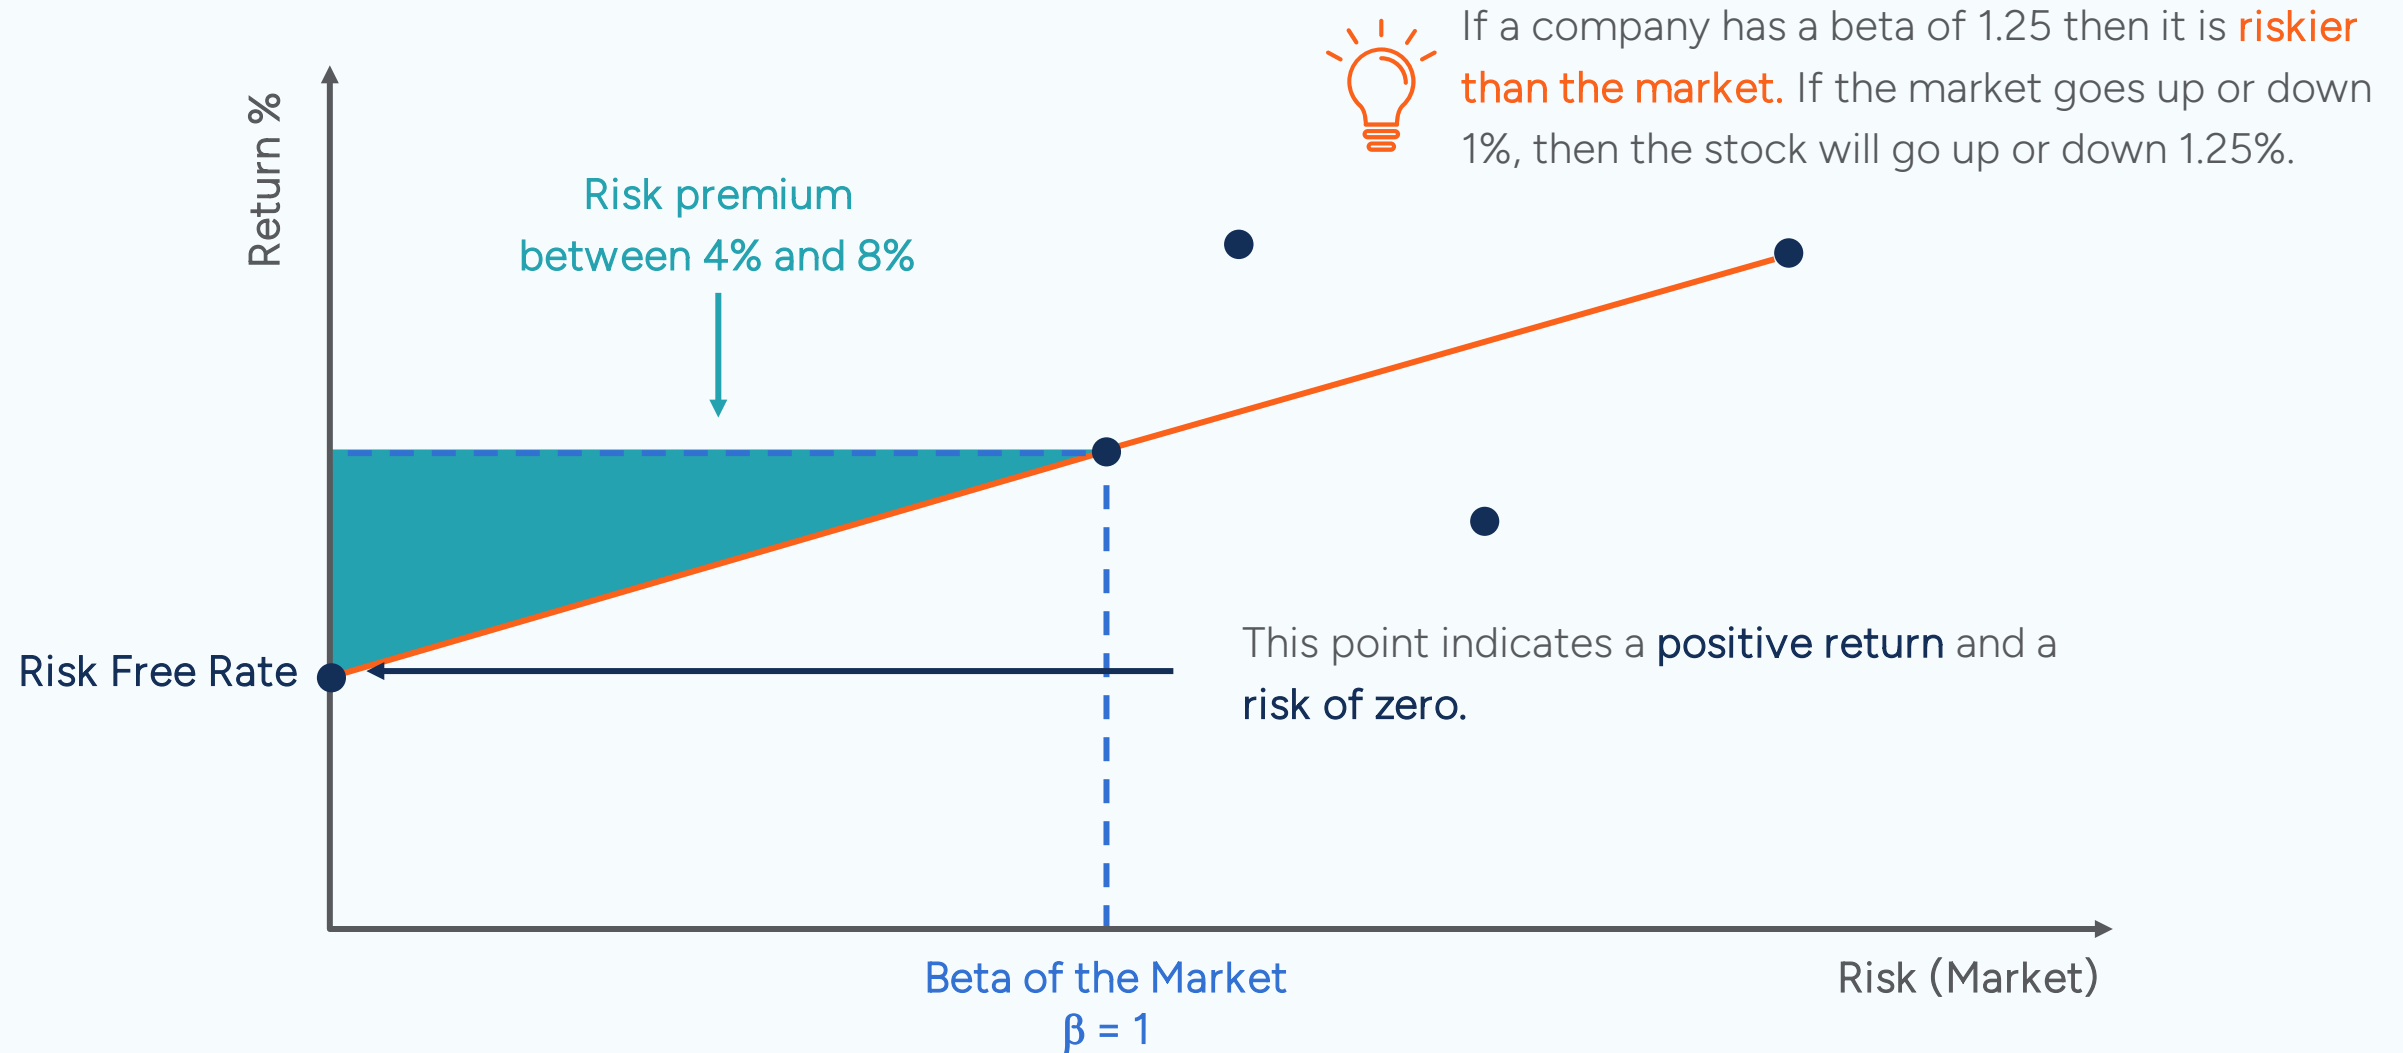 If a company has a beta of 1.25 then it is riskier
than the market. If the market goes up or down
1%, then the stock will go up or down 1.25%.
Return %
Risk premium
between 4% and 8%
Risk Free Rate
This point indicates a positive return and a
risk of zero.
Beta of the Market
β = 1
Risk (Market)